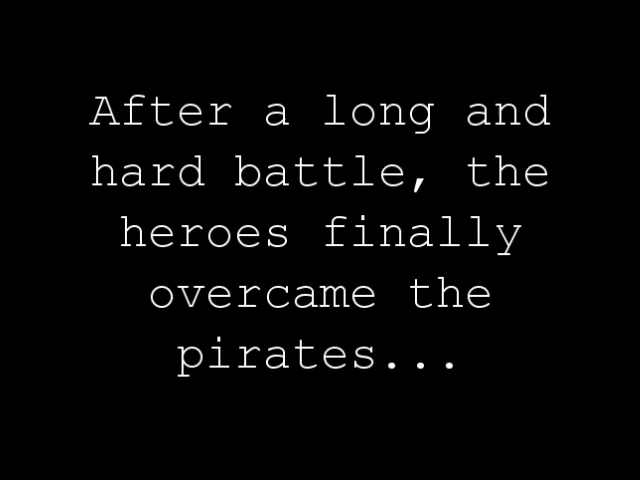 After a long and
hard battle, the
heroes finally
overcame the
pirates...